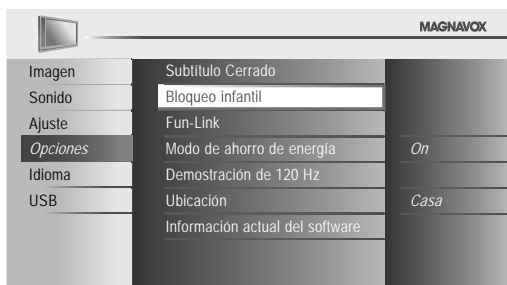 MAGNAVOX
Imagen
Sonido
Ajuste
Opciones
Idioma
USB
Subtítulo Cerrado
Bloqueo infantil
Fun-Link
Modo de ahorro de energía On
Demostración de 120 Hz
Ubicación Casa
Información actual del software